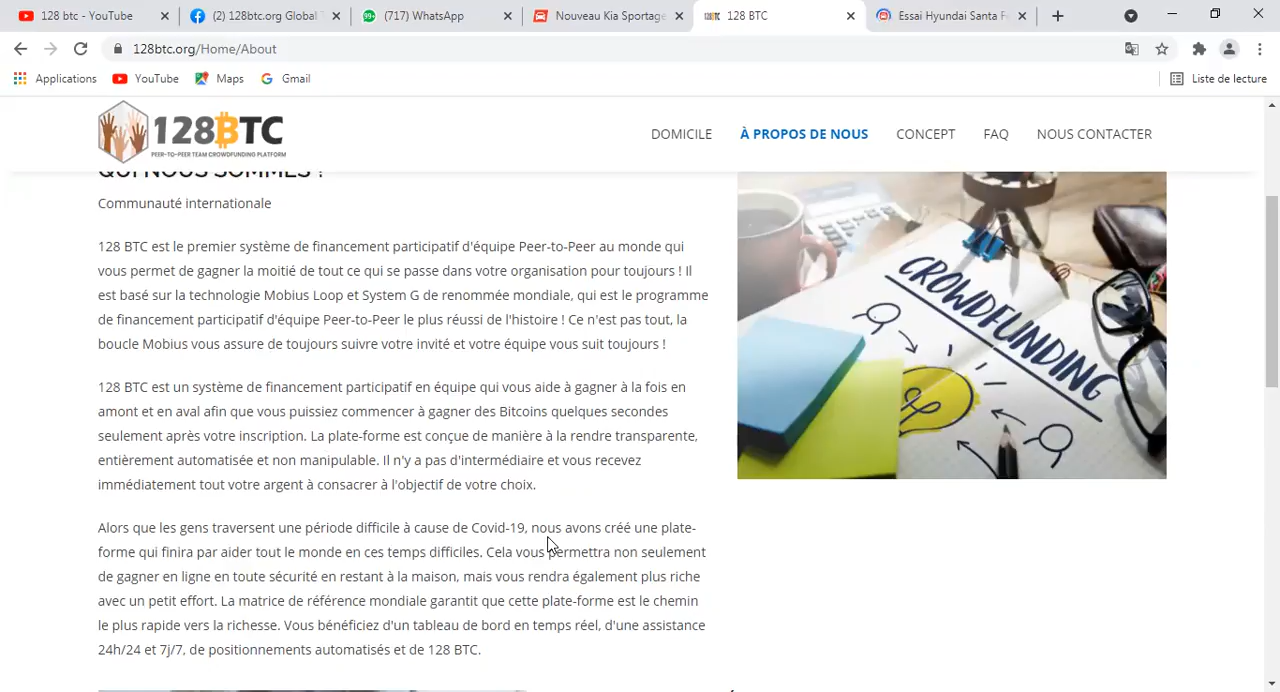 128 btc - YouTube
(2) 128btc.org Global
(717) WhatsApp
Nouveau Kia Sportage
128 BTC
Essai Hyundai Santa
128btc.org/Home/About
Applications
YouTube
Maps
Gmail
Liste de lecture
128BTC
PEER-TO-PEER TEAM CROWDFUNDING PLATFORM
DOMICILE
À PROPOS DE NOUS
CONCEPT
FAQ
NOUS CONTACTER
QUI NOUS SOMMES ?
Communauté internationale
128 BTC est le premier système de financement participatif d'équipe Peer-to-Peer au monde qui
vous permet de gagner la moitié de tout ce qui se passe dans votre organisation pour toujours ! Il
est basé sur la technologie Mobius Loop et System G de renommée mondiale, qui est le programme
de financement participatif d'équipe Peer-to-Peer le plus réussi de l'histoire ! Ce n'est pas tout, la
boucle Mobius vous assure de toujours suivre votre invité et votre équipe vous suit toujours !
128 BTC est un système de financement participatif en équipe qui vous aide à gagner à la fois en
amont et en aval afin que vous puissiez commencer à gagner des Bitcoins quelques secondes
seulement après votre inscription. La plate-forme est conçue de manière à la rendre transparente,
entièrement automatisée et non manipulable. Il n'y a pas d'intermédiaire et vous recevez
immédiatement tout votre argent à consacrer à l'objectif de votre choix.
Alors que les gens traversent une période difficile à cause de Covid-19, nous avons créé une plate-
forme qui finira par aider tout le monde en ces temps difficiles. Cela vous permettra non seulement
de gagner en ligne en toute sécurité en restant à la maison, mais vous rendra également plus riche
avec un petit effort. La matrice de référence mondiale garantit que cette plate-forme est le chemin
le plus rapide vers la richesse. Vous bénéficiez d'un tableau de bord en temps réel, d'une assistance
24h/24 et 7j/7, de positionnements automatisés et de 128 BTC.
CROWDFUNDING